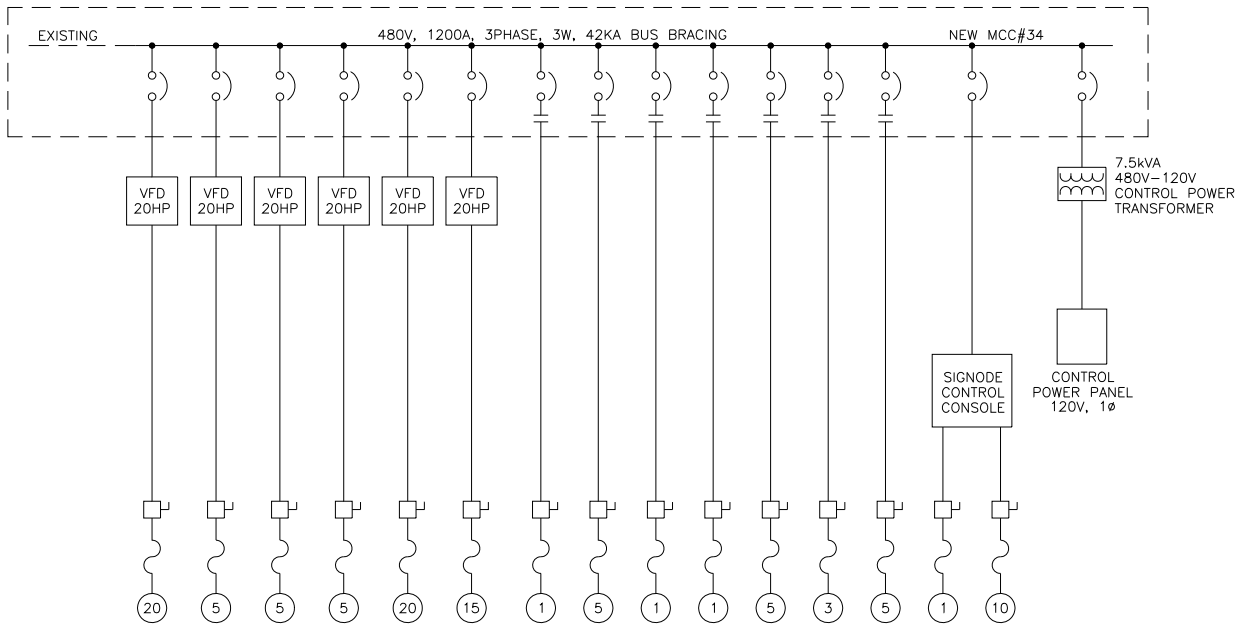 EXISTING
480V, 1200A, 3PHASE, 3W, 42KA BUS BRACING
NEW MCC#34
VFD
20HP
VFD
20HP
VFD
20HP
VFD
20HP
VFD
20HP
VFD
20HP
7.5kVA
480V-120V
CONTROL POWER
TRANSFORMER
SIGNODE
CONTROL
CONSOLE
CONTROL
POWER PANEL
120V, 1ø
20
5
5
5
20
15
1
5
1
1
5
3
5
1
10